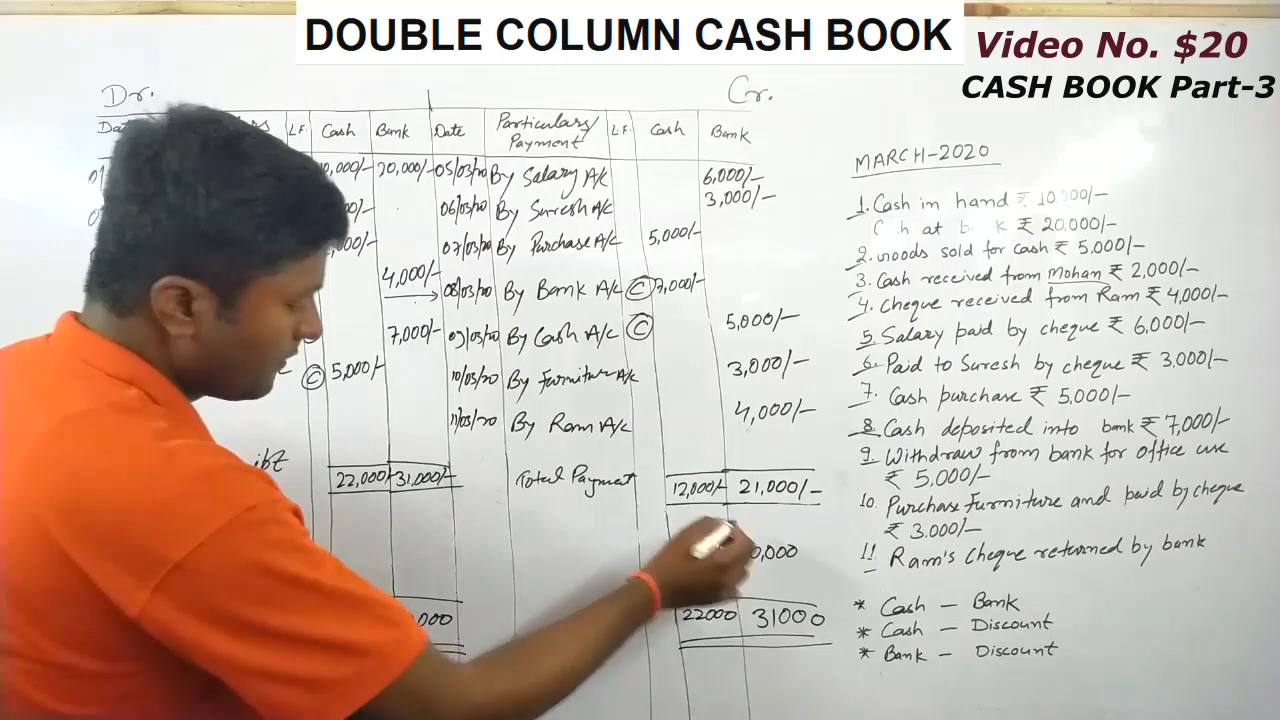 DOUBLE COLUMN CASH BOOK
Video No. $20
CASH BOOK Part-3
Dr. Cr.
L.F. Cash Bank Date Particulars/ Payment L.F. Cash Bank
20,000/- 05/03/20 By Salary A/c 6,000/-
06/03/20 By Suresh A/c 3,000/-
07/03/20 By Purchase A/c 5,000/-
4,000/- 08/03/20 By Bank A/c C 7,000/-
7,000/- 09/03/20 By Cash A/c C 5,000/-
C 5,000/- 10/03/20 By Furniture A/c 3,000/-
11/03/20 By Ram A/c 4,000/-
22,000/- 31,000/- Total Payment 12,000/- 21,000/-
22000 31000
MARCH-2020
1. Cash in hand ₹ 10,000/-
at ₹ 20,000/-
2. Goods sold for cash ₹ 5,000/-
3. Cash received from Mohan ₹ 2,000/-
4. Cheque received from Ram ₹ 4,000/-
5. Salary paid by cheque ₹ 6,000/-
6. Paid to Suresh by cheque ₹ 3,000/-
7. Cash purchase ₹ 5,000/-
8. Cash deposited into bank ₹ 7,000/-
9. Withdraw from bank for office use
₹ 5,000/-
10. Purchase Furniture and paid by cheque
₹ 3,000/-
11. Ram's cheque returned by bank
* Cash – Bank
* Cash – Discount
* Bank – Discount